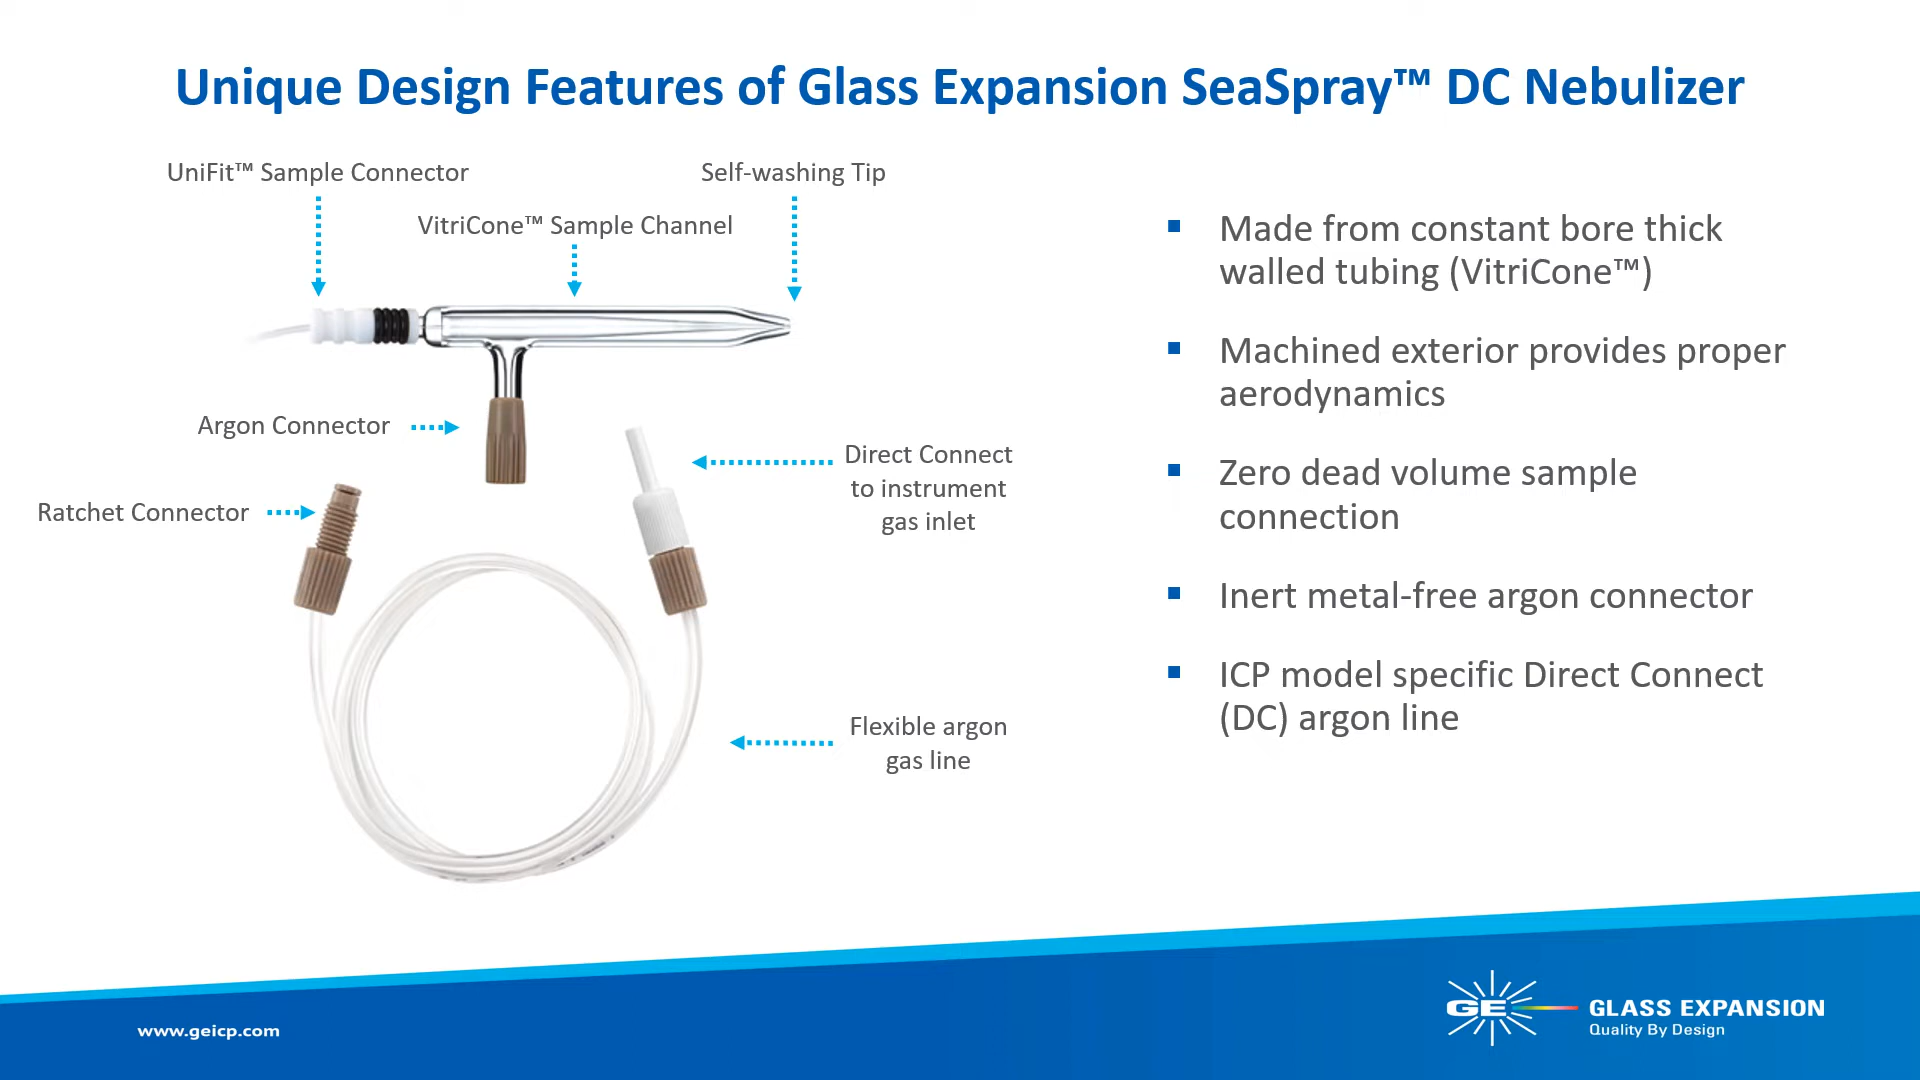 Unique Design Features of Glass Expansion SeaSpray™ DC Nebulizer
UniFit™ Sample Connector
Self-washing Tip
VitriCone™ Sample Channel
Argon Connector
Ratchet Connector
Direct Connect
to instrument
gas inlet
Flexible argon
gas line
▪ Made from constant bore thick
walled tubing (VitriCone™)
▪ Machined exterior provides proper
aerodynamics
▪ Zero dead volume sample
connection
▪ Inert metal-free argon connector
▪ ICP model specific Direct Connect
(DC) argon line
www.geicp.com
GE
GLASS EXPANSION
Quality By Design